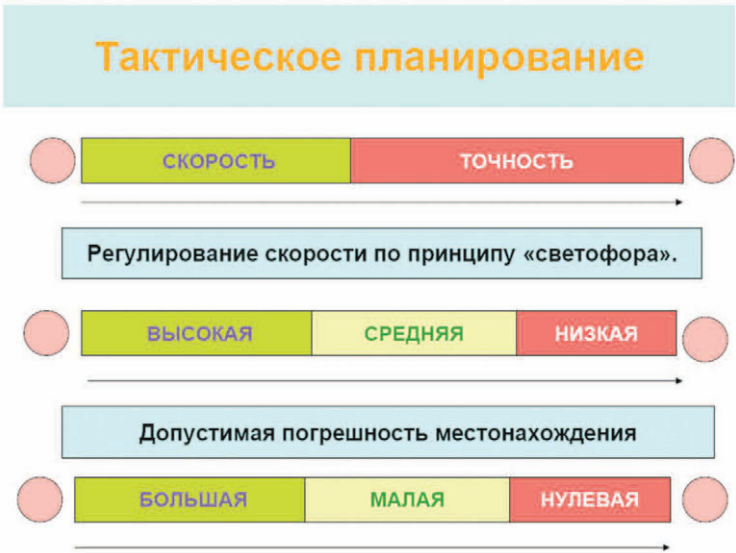 Тактическое планирование
СКОРОСТЬ ТОЧНОСТЬ
Регулирование скорости по принципу «светофора».
ВЫСОКАЯ СРЕДНЯЯ НИЗКАЯ
Допустимая погрешность местонахождения
БОЛЬШАЯ МАЛАЯ НУЛЕВАЯ